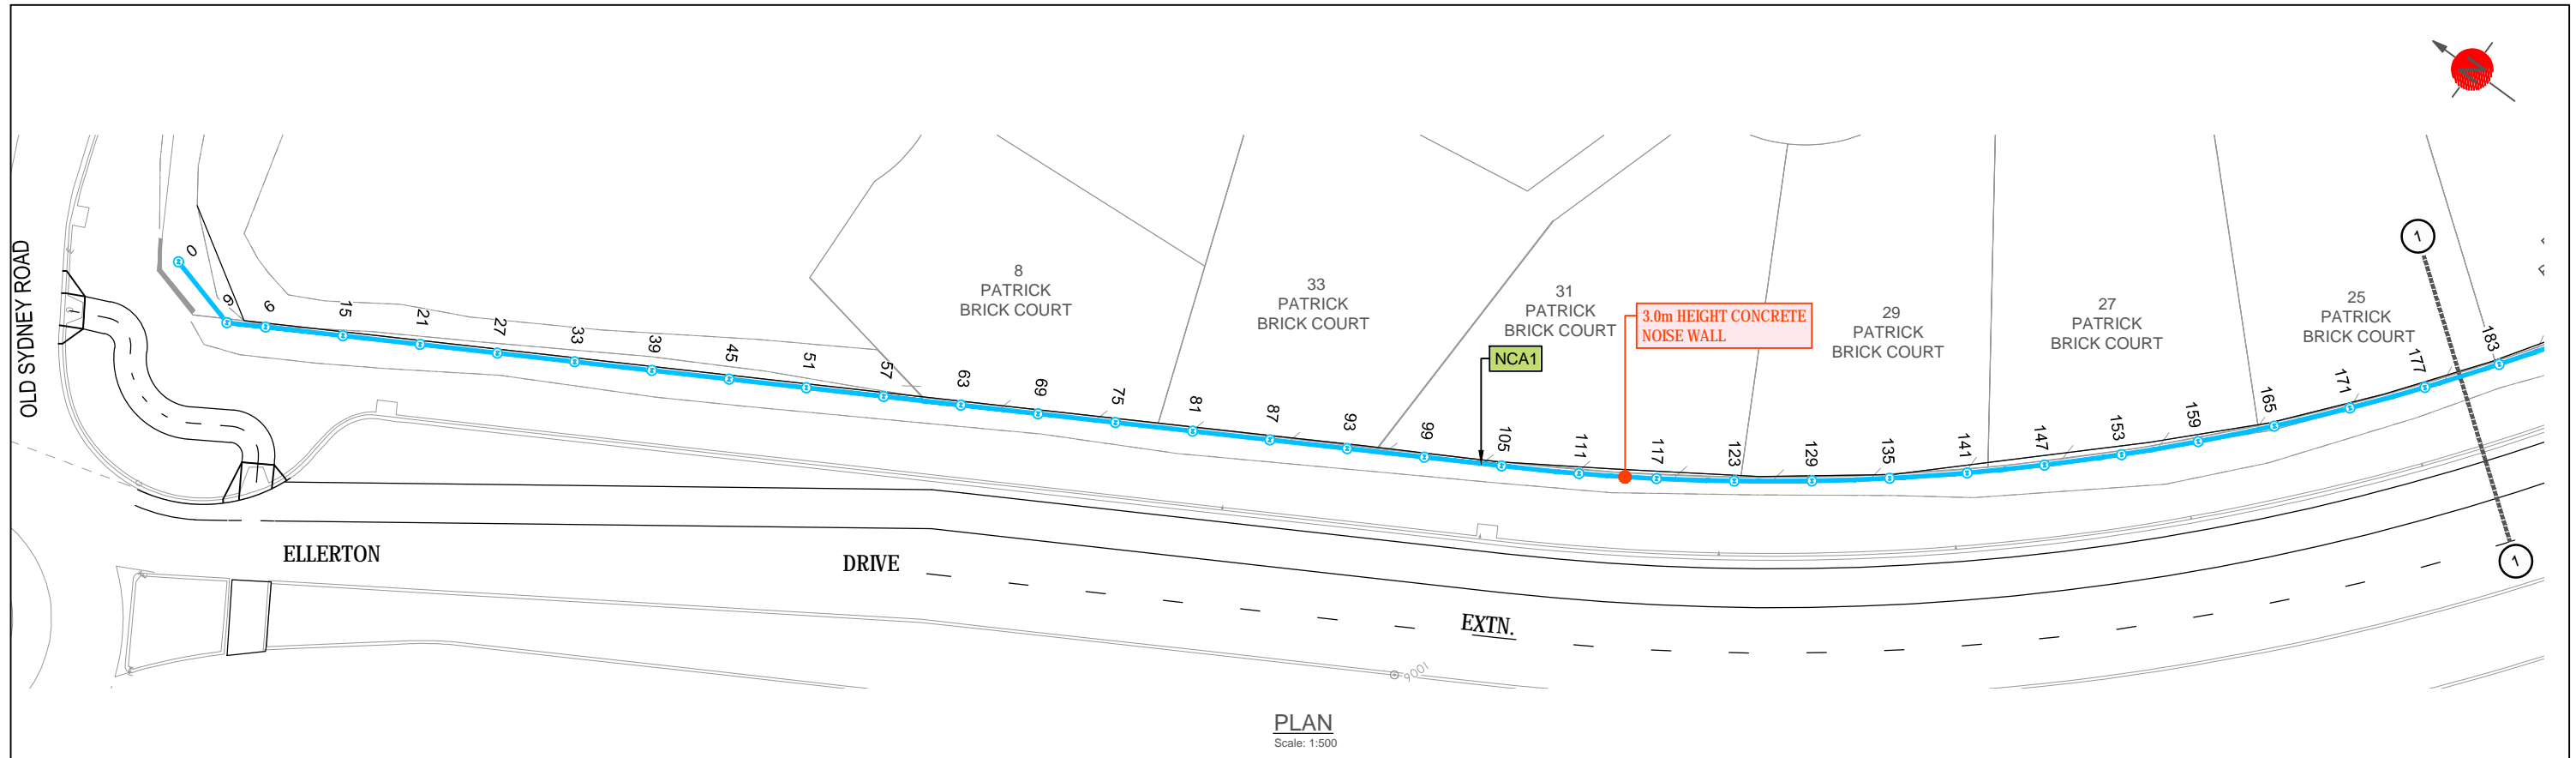 N
OLD SYDNEY ROAD
0
6
9
15
21
27
33
39
45
51
57
63
69
75
81
87
93
99
105
111
117
123
129
135
141
147
153
159
165
171
177
183
8
PATRICK
BRICK COURT
33
PATRICK
BRICK COURT
31
PATRICK
BRICK COURT
29
PATRICK
BRICK COURT
27
PATRICK
BRICK COURT
25
PATRICK
BRICK COURT
3.0m HEIGHT CONCRETE
NOISE WALL
NCA1
1
1
ELLERTON
DRIVE
EXTN.
PLAN
Scale: 1:500